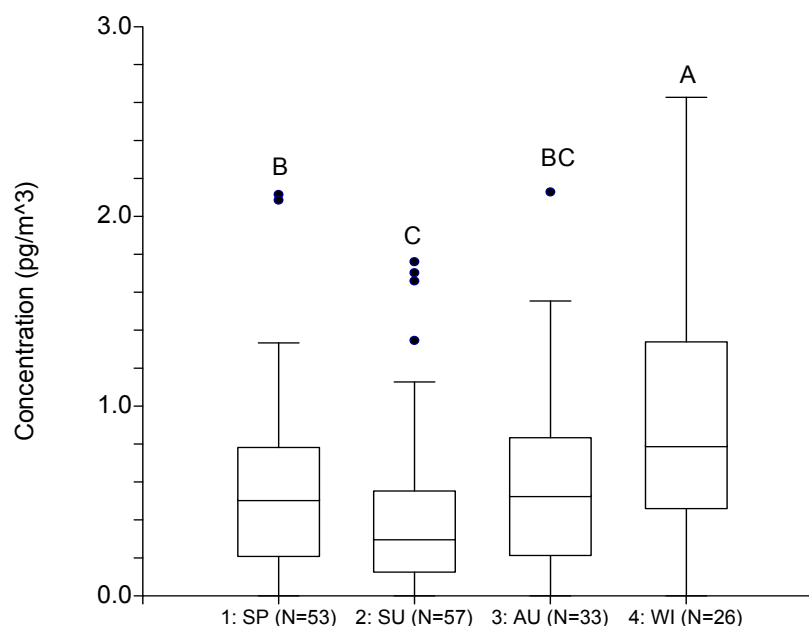 3.0
A
BC
B
2.0
C
Concentration (pg/m^3)
1.0
0.0
1: SP (N=53) 2: SU (N=57) 3: AU (N=33) 4: WI (N=26)